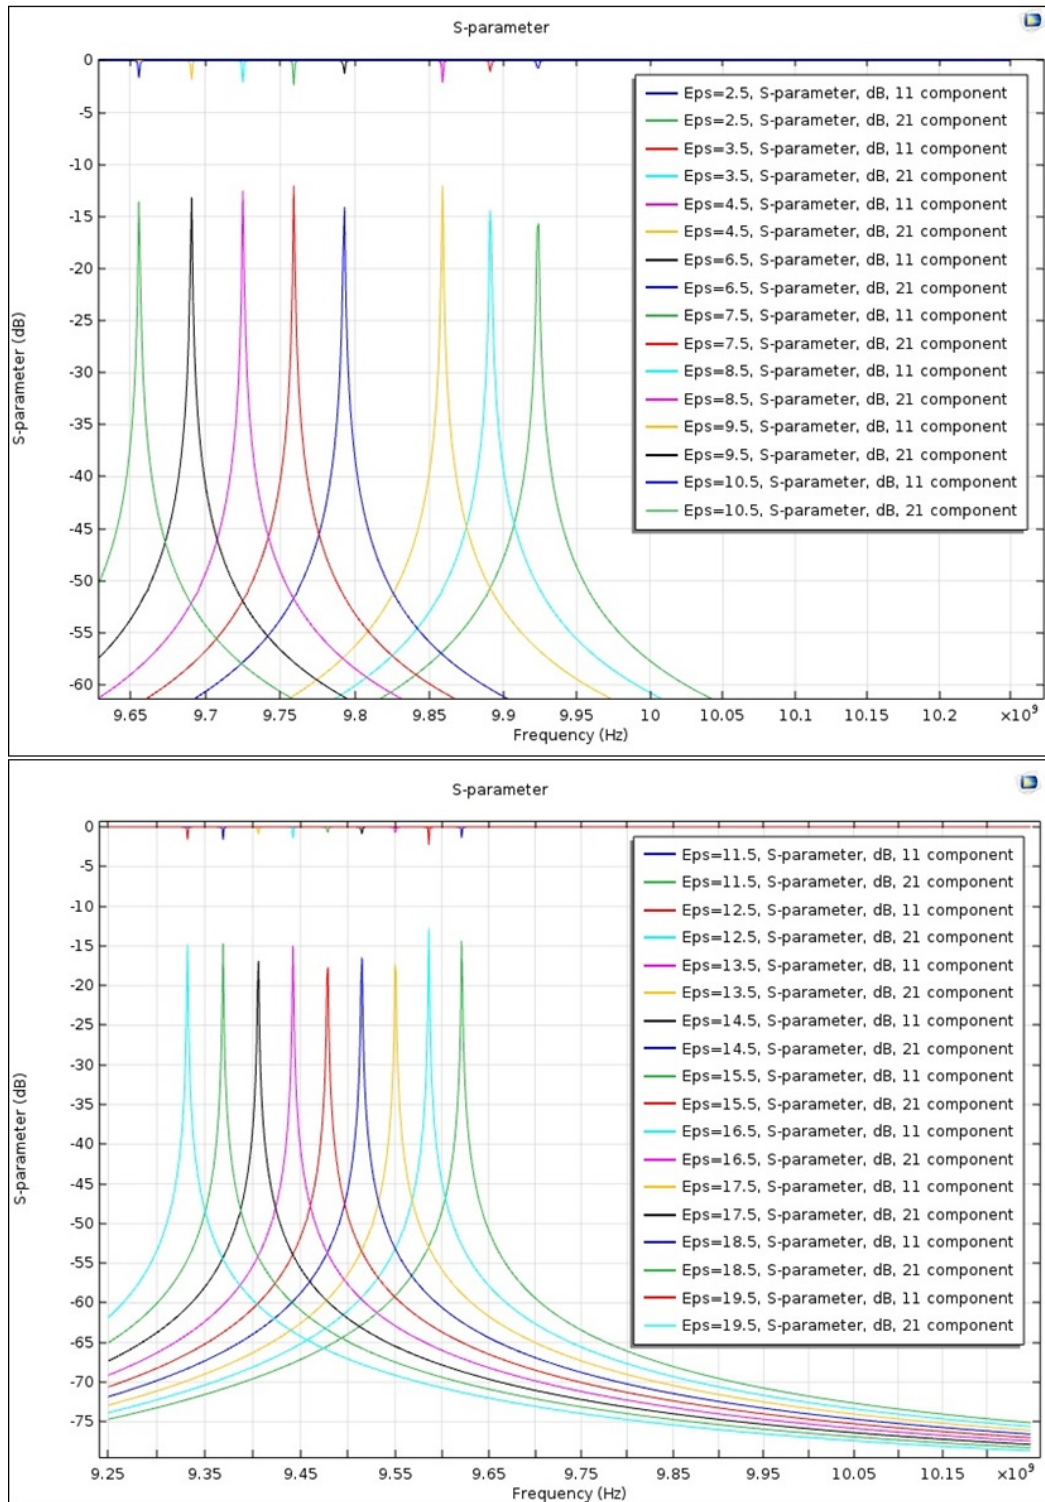 S-parameter
0
-5
-10
-15
-20
-25
-30
-35
-40
-45
-50
-55
-60
S-parameter (dB)
Eps=2.5, S-parameter, dB, 11 component
Eps=2.5, S-parameter, dB, 21 component
Eps=3.5, S-parameter, dB, 11 component
Eps=3.5, S-parameter, dB, 21 component
Eps=4.5, S-parameter, dB, 11 component
Eps=4.5, S-parameter, dB, 21 component
Eps=6.5, S-parameter, dB, 11 component
Eps=6.5, S-parameter, dB, 21 component
Eps=7.5, S-parameter, dB, 11 component
Eps=7.5, S-parameter, dB, 21 component
Eps=8.5, S-parameter, dB, 11 component
Eps=8.5, S-parameter, dB, 21 component
Eps=9.5, S-parameter, dB, 11 component
Eps=9.5, S-parameter, dB, 21 component
Eps=10.5, S-parameter, dB, 11 component
Eps=10.5, S-parameter, dB, 21 component
9.65 9.7 9.75 9.8 9.85 9.9 9.95 10 10.05 10.1 10.15 10.2 ×10⁹
Frequency (Hz)
S-parameter
0
-5
-10
-15
-20
-25
-30
-35
-40
-45
-50
-55
-60
-65
-70
-75
S-parameter (dB)
Eps=11.5, S-parameter, dB, 11 component
Eps=11.5, S-parameter, dB, 21 component
Eps=12.5, S-parameter, dB, 11 component
Eps=12.5, S-parameter, dB, 21 component
Eps=13.5, S-parameter, dB, 11 component
Eps=13.5, S-parameter, dB, 21 component
Eps=14.5, S-parameter, dB, 11 component
Eps=14.5, S-parameter, dB, 21 component
Eps=15.5, S-parameter, dB, 11 component
Eps=15.5, S-parameter, dB, 21 component
Eps=16.5, S-parameter, dB, 11 component
Eps=16.5, S-parameter, dB, 21 component
Eps=17.5, S-parameter, dB, 11 component
Eps=17.5, S-parameter, dB, 21 component
Eps=18.5, S-parameter, dB, 11 component
Eps=18.5, S-parameter, dB, 21 component
Eps=19.5, S-parameter, dB, 11 component
Eps=19.5, S-parameter, dB, 21 component
9.25 9.35 9.45 9.55 9.65 9.75 9.85 9.95 10.05 10.15 ×10⁹
Frequency (Hz)